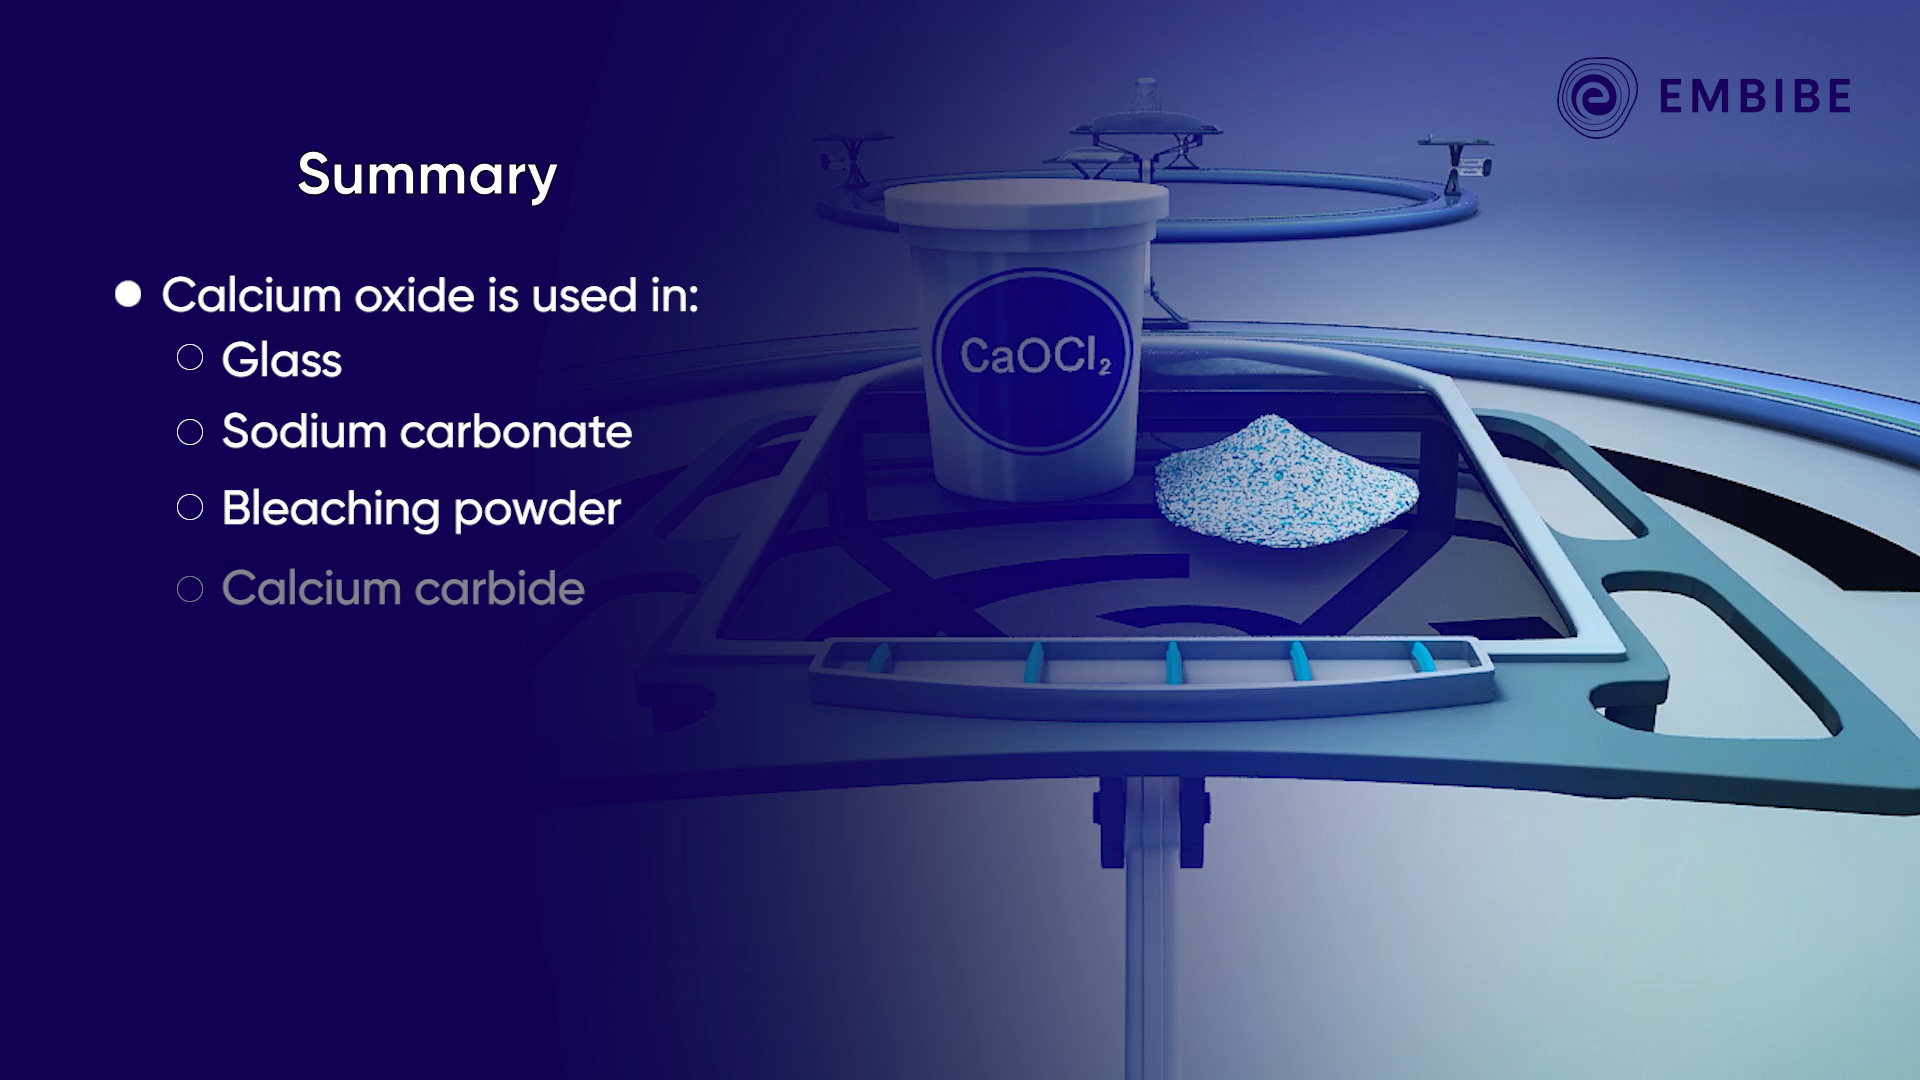 EMBIBE
Summary
Calcium oxide is used in:
Glass
Sodium carbonate
Bleaching powder
Calcium carbide
CaOCl₂